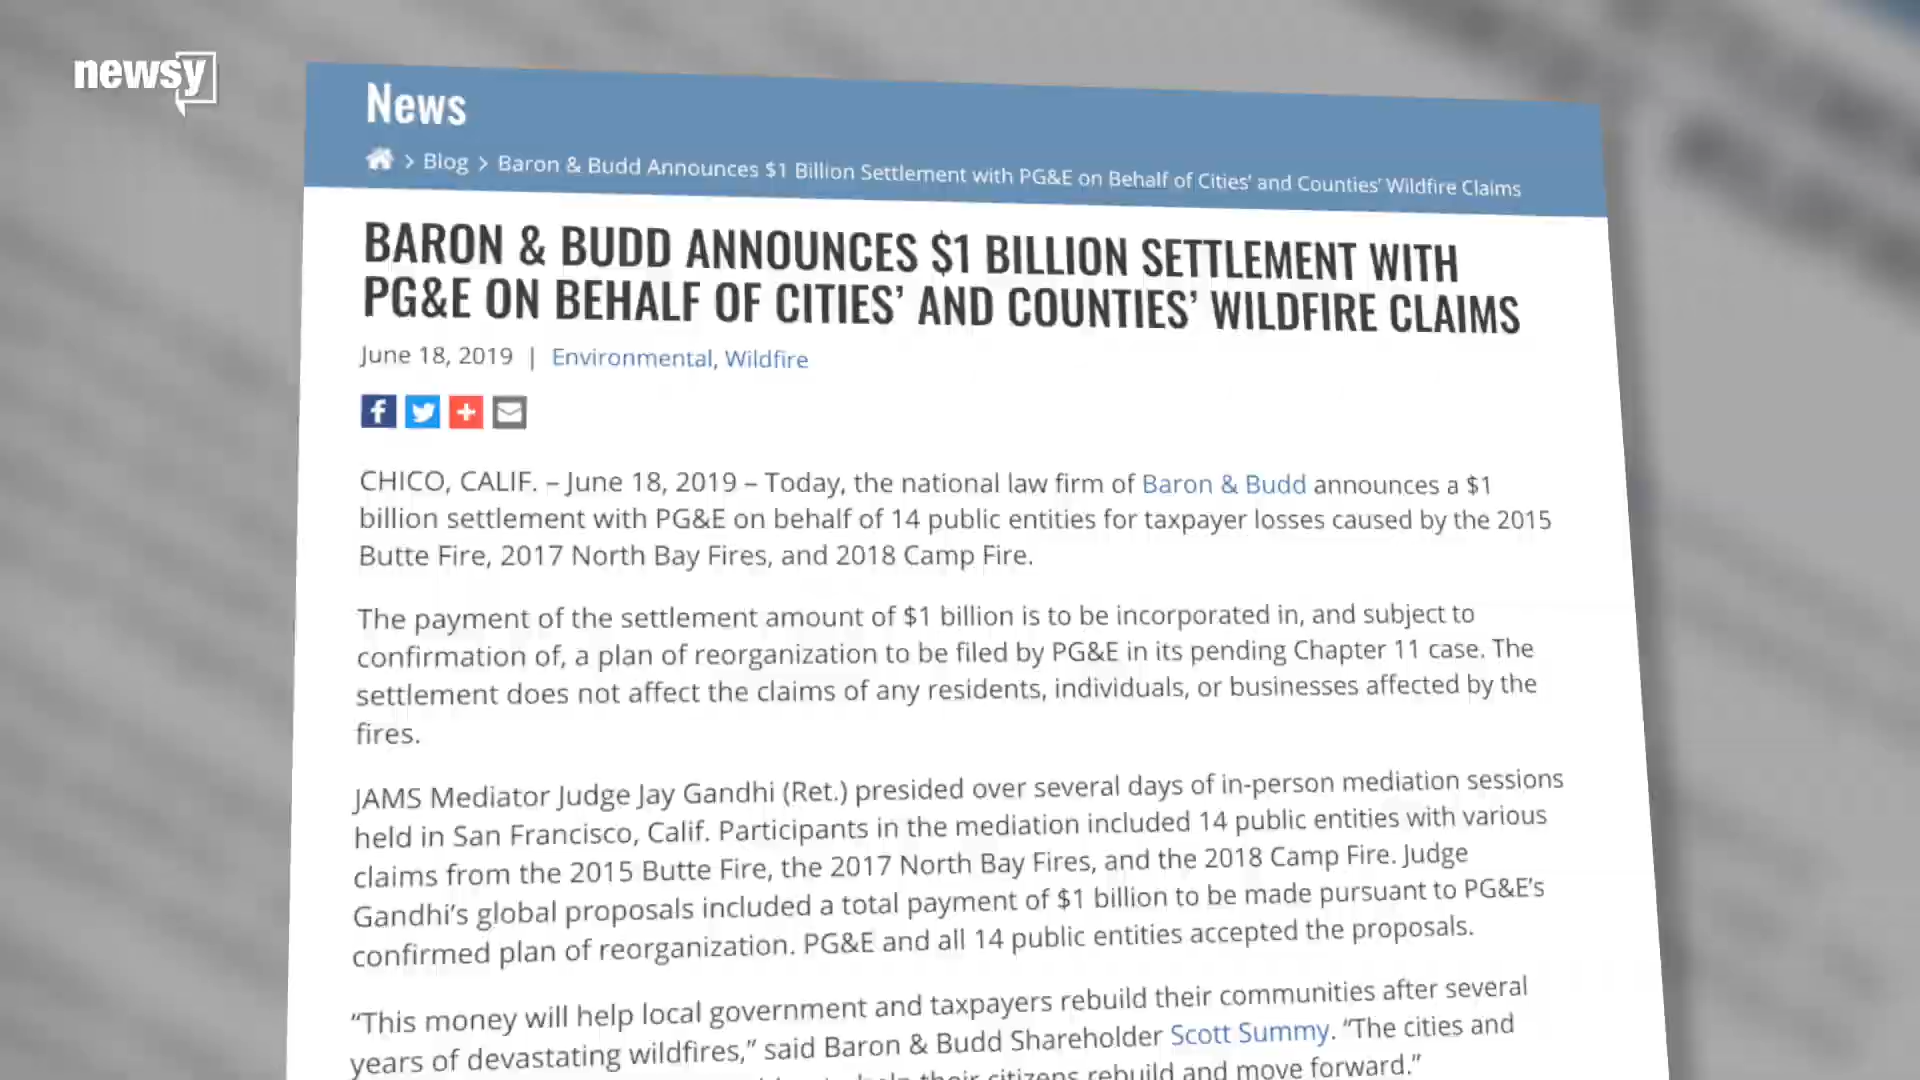 newsy
News
> Blog > Baron & Budd Announces $1 Billion Settlement with PG&E on Behalf of Cities’ and Counties’ Wildfire Claims
BARON & BUDD ANNOUNCES $1 BILLION SETTLEMENT WITH
PG&E ON BEHALF OF CITIES’ AND COUNTIES’ WILDFIRE CLAIMS
June 18, 2019 | Environmental, Wildfire
CHICO, CALIF. – June 18, 2019 – Today, the national law firm of Baron & Budd announces a $1
billion settlement with PG&E on behalf of 14 public entities for taxpayer losses caused by the 2015
Butte Fire, 2017 North Bay Fires, and 2018 Camp Fire.
The payment of the settlement amount of $1 billion is to be incorporated in, and subject to
confirmation of, a plan of reorganization to be filed by PG&E in its pending Chapter 11 case. The
settlement does not affect the claims of any residents, individuals, or businesses affected by the
fires.
JAMS Mediator Judge Jay Gandhi (Ret.) presided over several days of in-person mediation sessions
held in San Francisco, Calif. Participants in the mediation included 14 public entities with various
claims from the 2015 Butte Fire, the 2017 North Bay Fires, and the 2018 Camp Fire. Judge
Gandhi’s global proposals included a total payment of $1 billion to be made pursuant to PG&E’s
confirmed plan of reorganization. PG&E and all 14 public entities accepted the proposals.
“This money will help local government and taxpayers rebuild their communities after several
years of devastating wildfires,” said Baron & Budd Shareholder Scott Summy. “The cities and
help their citizens rebuild and move forward.”